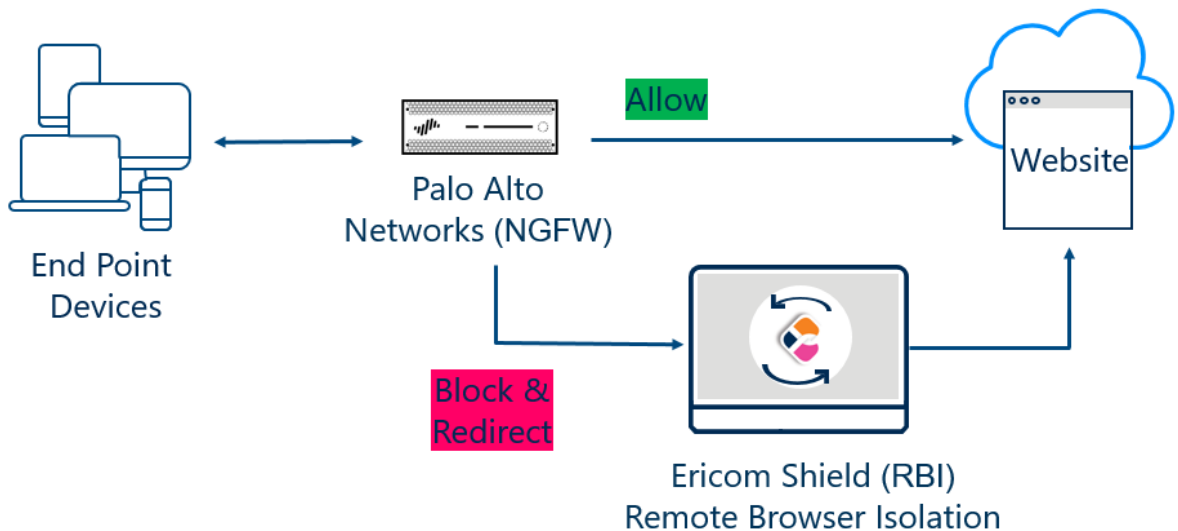 Allow
Website
Palo Alto
Networks (NGFW)
End Point
Devices
Block &
Redirect
Ericom Shield (RBI)
Remote Browser Isolation